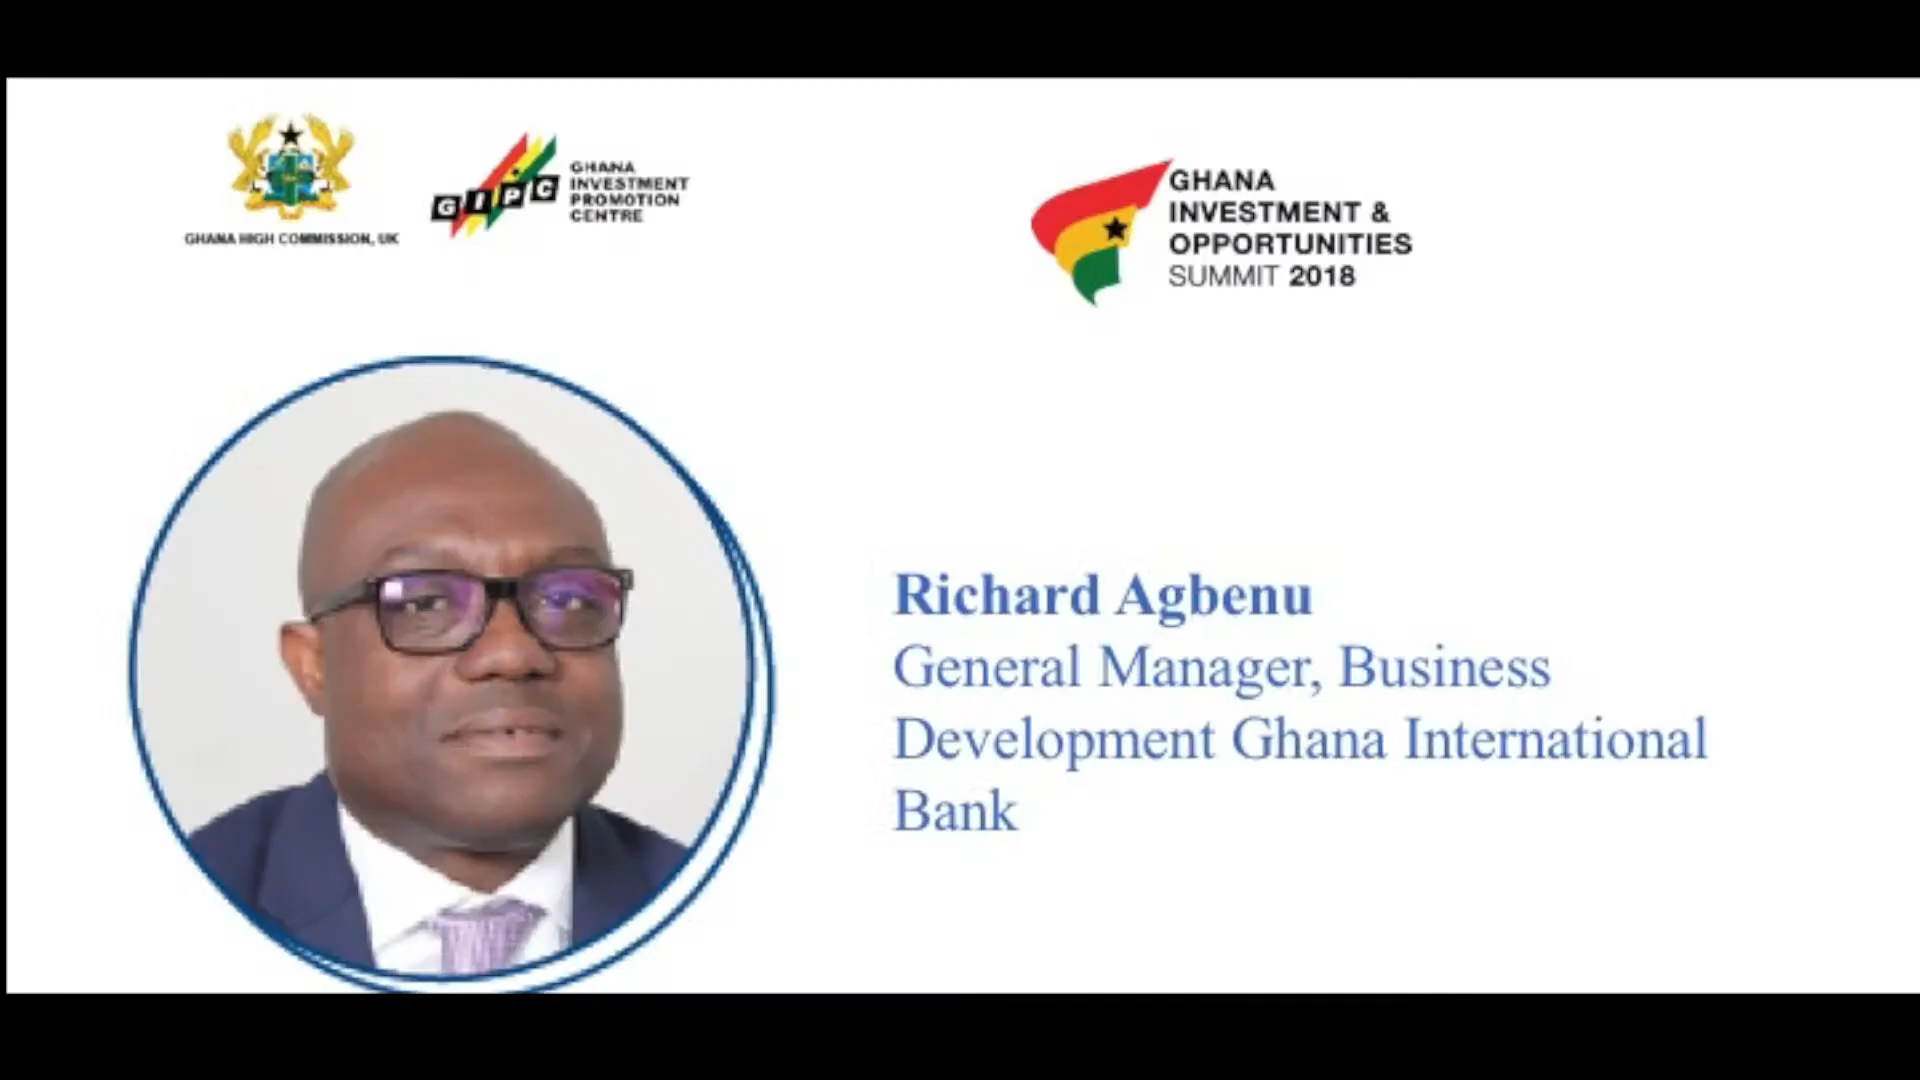 GHANA HIGH COMMISSION, UK
GIPC
GHANA
INVESTMENT
PROMOTION
CENTRE
GHANA
INVESTMENT &
OPPORTUNITIES
SUMMIT 2018
Richard Agbenu
General Manager, Business
Development Ghana International
Bank